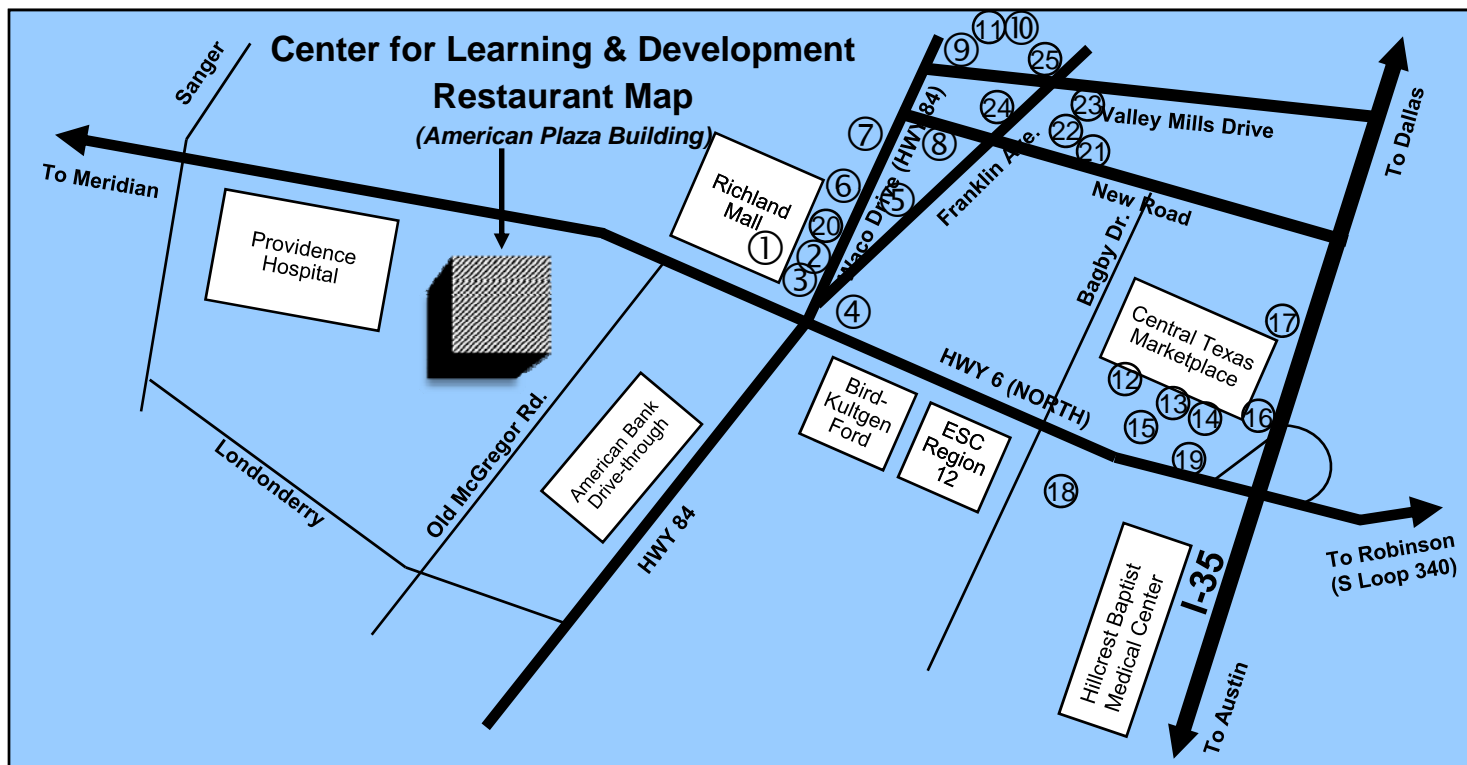 Center for Learning & Development
Restaurant Map
(American Plaza Building)
Sanger
To Meridian
Providence
Hospital
Londonderry
Old McGregor Rd.
American Bank
Drive-through
HWY 84
Richland
Mall
①
②
③
④
⑤
⑥
⑦
⑧
⑨
⑩
⑪
⑳
Waco Drive (HWY 84)
Franklin Ave.
㉕
㉔
㉓
㉒
㉑
Valley Mills Drive
New Road
Bagby Dr.
To Dallas
Central Texas
Marketplace
⑰
⑫
⑬
⑭
⑮
⑯
⑲
⑱
HWY 6 (NORTH)
Bird-
Kultgen
Ford
ESC
Region
12
Hillcrest Baptist
Medical Center
I-35
To Austin
To Robinson
(S Loop 340)